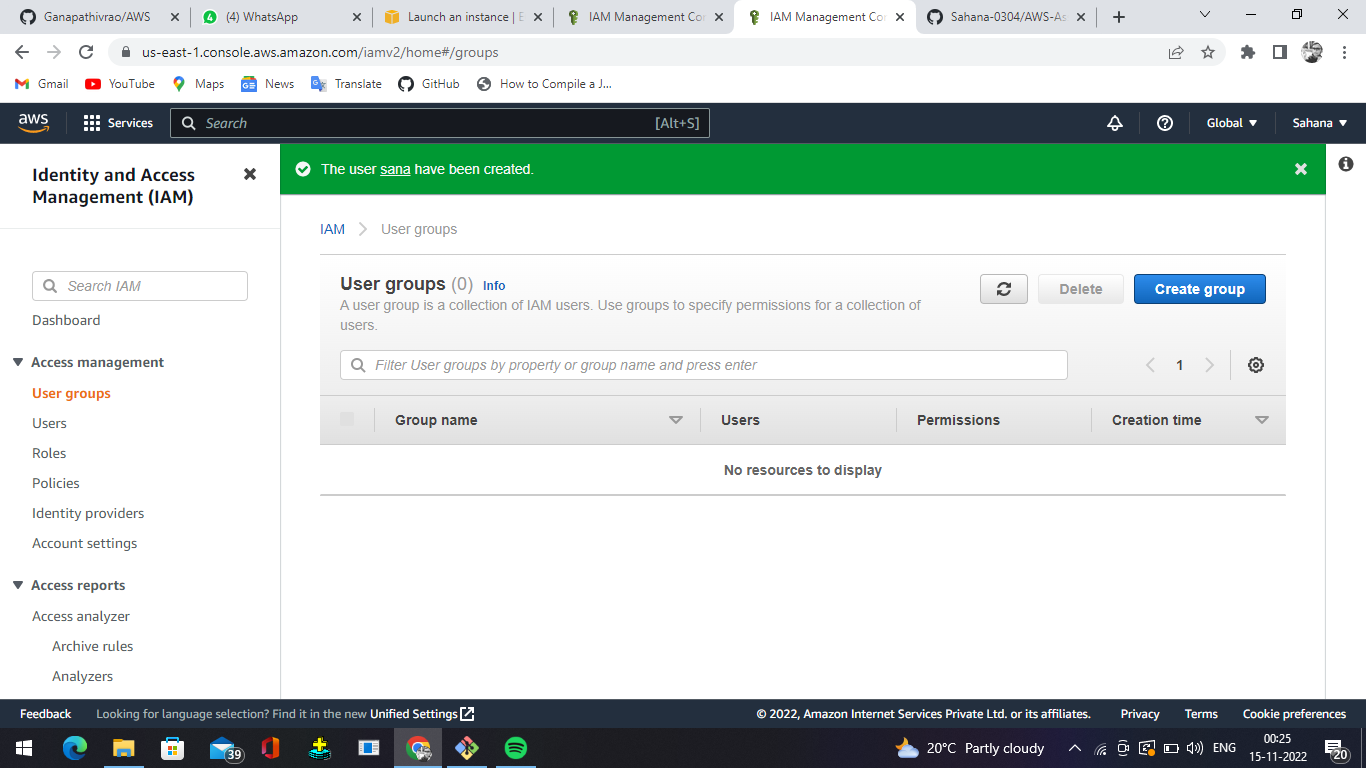 Ganapathivrao/AWS
(4) WhatsApp
Launch an instance | E
IAM Management Con
IAM Management Con
Sahana-0304/AWS-As
us-east-1.console.aws.amazon.com/iamv2/home#/groups
Gmail
YouTube
Maps
News
Translate
GitHub
How to Compile a J...
aws
Services
Search
[Alt+S]
Global
Sahana
Identity and Access
Management (IAM)
Search IAM
Dashboard
Access management
User groups
Users
Roles
Policies
Identity providers
Account settings
Access reports
Access analyzer
Archive rules
Analyzers
The user sana have been created.
IAM
User groups
User groups (0) Info
A user group is a collection of IAM users. Use groups to specify permissions for a collection of
users.
Delete
Create group
Filter User groups by property or group name and press enter
1
Group name
Users
Permissions
Creation time
No resources to display
Feedback
Looking for language selection? Find it in the new Unified Settings
© 2022, Amazon Internet Services Private Ltd. or its affiliates.
Privacy
Terms
Cookie preferences
39
20°C Partly cloudy
ENG
00:25
15-11-2022
20